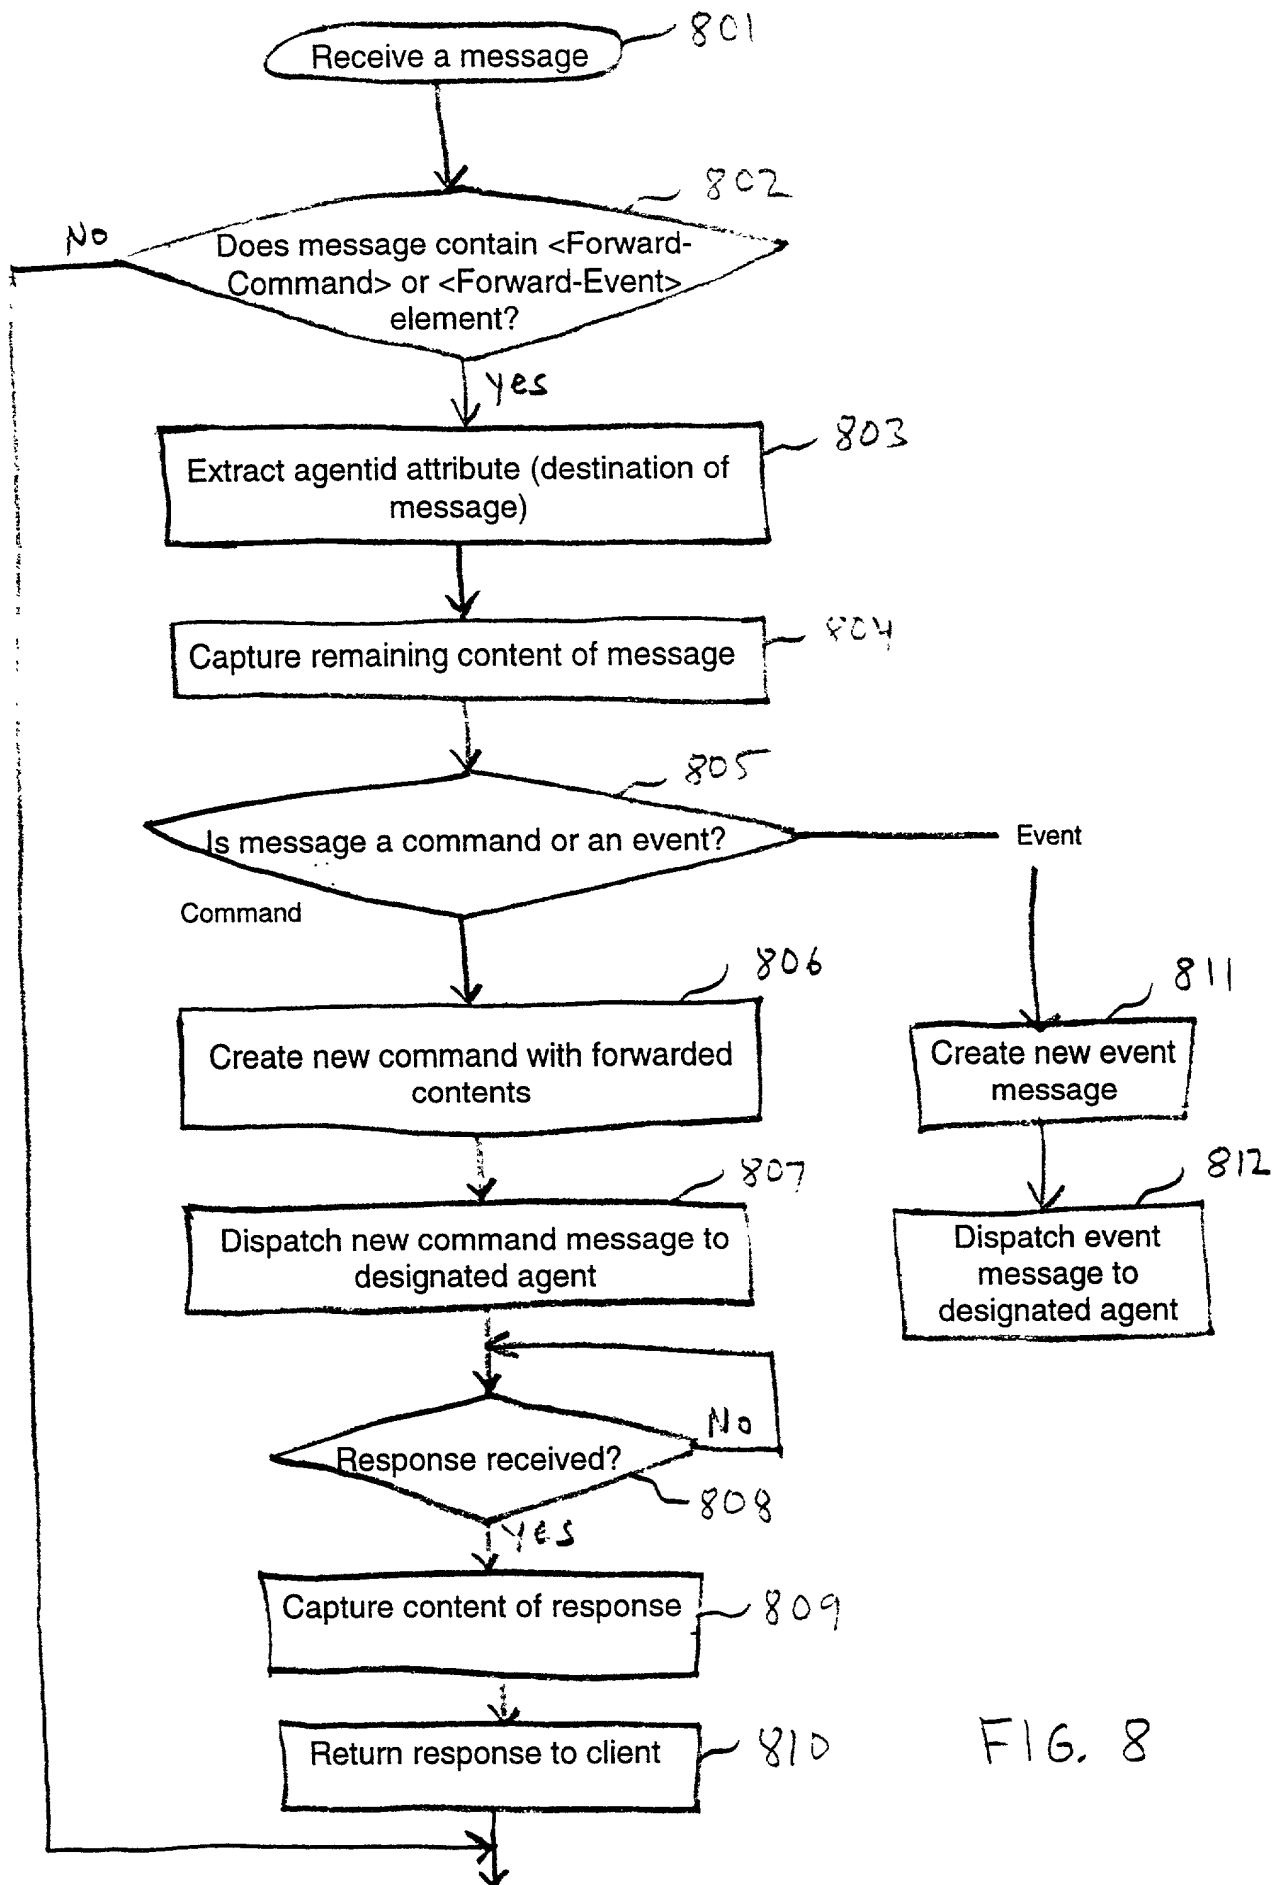 Receive a message
801
802
No
Does message contain <Forward-
Command> or <Forward-Event>
element?
yes
803
Extract agentid attribute (destination of
message)
804
Capture remaining content of message
805
Is message a command or an event?
Event
Command
806
Create new command with forwarded
contents
811
Create new event
message
807
Dispatch new command message to
designated agent
812
Dispatch event
message to
designated agent
No
Response received?
808
yes
Capture content of response
809
Return response to client
810
FIG. 8